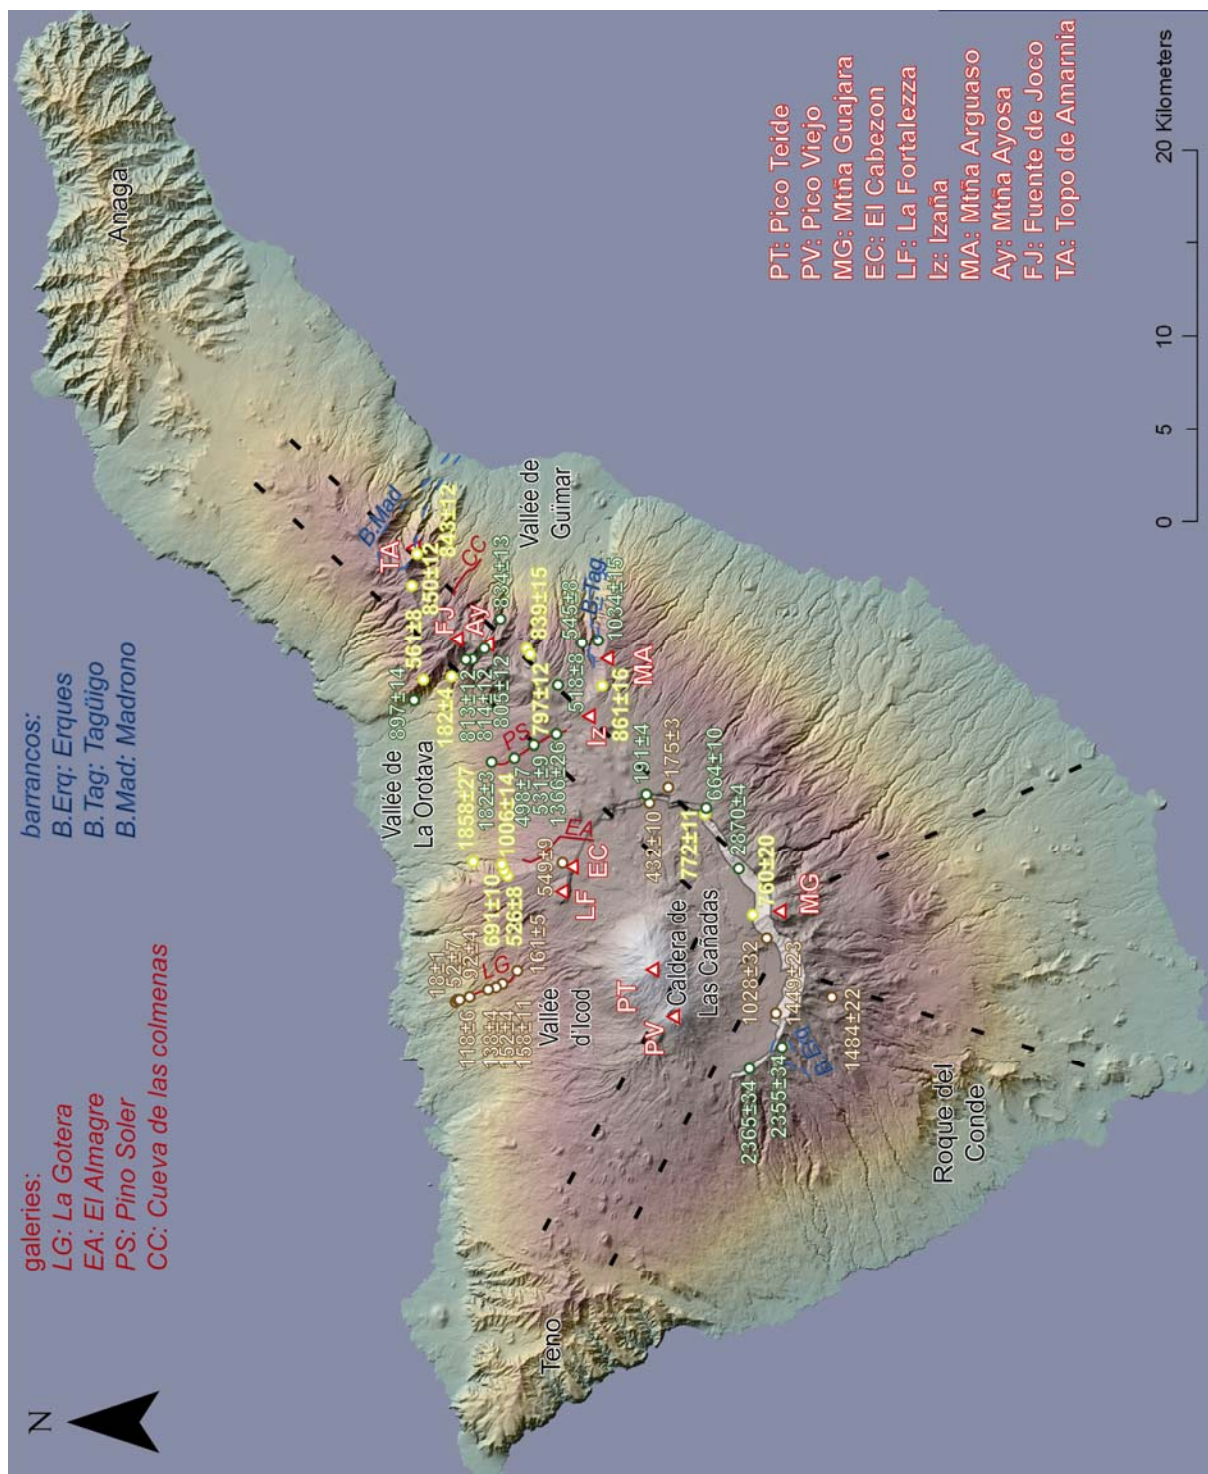 N
galeries:
LG: La Gotera
EA: El Almagre
PS: Pino Soler
CC: Cueva de las colmenas
barrancos:
B.Erq: Erques
B.Tag: Tagüigo
B.Mad: Madrono
Anaga
B.Mad
TA
843±12
850±12
CC
561±8
FJ
Ay
834±13
Vallée de
Güimar
897±14
182±4
813±12
814±12
805±12
839±15
797±12
545±8
518±8
B.Tag.
1034±15
MA
861±16
Iz
Vallée de
La Orotava
PS
182±3
498±7
531±9
1366±26
1858±27
1006±14
691±10
526±8
EA
549±9
EC
LF
191±4
175±3
432±10
772±11
664±10
2870±4
760±20
MG
18±1
52±7
92±4
LG
161±5
118±6
138±4
152±4
158±11
Vallée
d'Icod
PT
PV
Caldera de
Las Cañadas
1028±32
1449±23
1484±22
B.Erq
2365±34
2355±34
Roque del
Conde
Teno
PT: Pico Teide
PV: Pico Viejo
MG: Mtña Guajara
EC: El Cabezon
LF: La Fortalezza
Iz: Izaña
MA: Mtña Arguaso
Ay: Mtña Ayosa
FJ: Fuente de Joco
TA: Topo de Amarnia
0 5 10 20 Kilometers